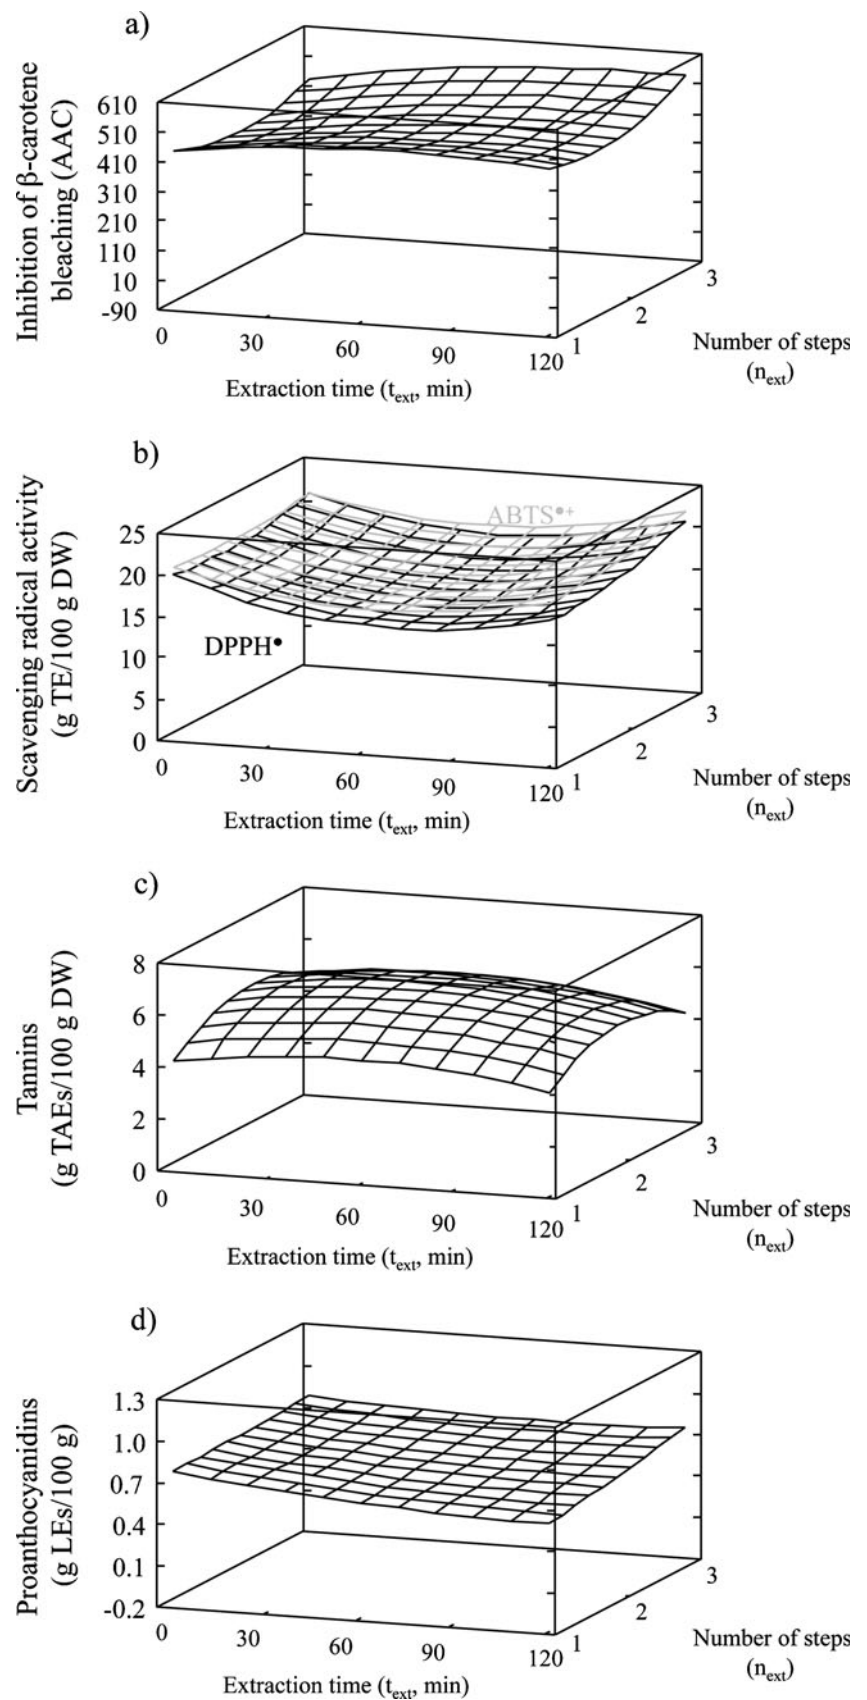 a)
Inhibition of β-carotene
bleaching (AAC)
610
510
410
310
210
110
10
-90
0
30
60
90
120
1
2
3
Extraction time (t_ext, min)
Number of steps
(n_ext)
b)
Scavenging radical activity
(g TE/100 g DW)
25
20
15
10
5
0
ABTS•+
DPPH•
0
30
60
90
120
1
2
3
Extraction time (t_ext, min)
Number of steps
(n_ext)
c)
Tannins
(g TAEs/100 g DW)
8
6
4
2
0
0
30
60
90
120
1
2
3
Extraction time (t_ext, min)
Number of steps
(n_ext)
d)
Proanthocyanidins
(g LEs/100 g)
1.3
1.0
0.7
0.4
0.1
-0.2
0
30
60
90
120
1
2
3
Extraction time (t_ext, min)
Number of steps
(n_ext)